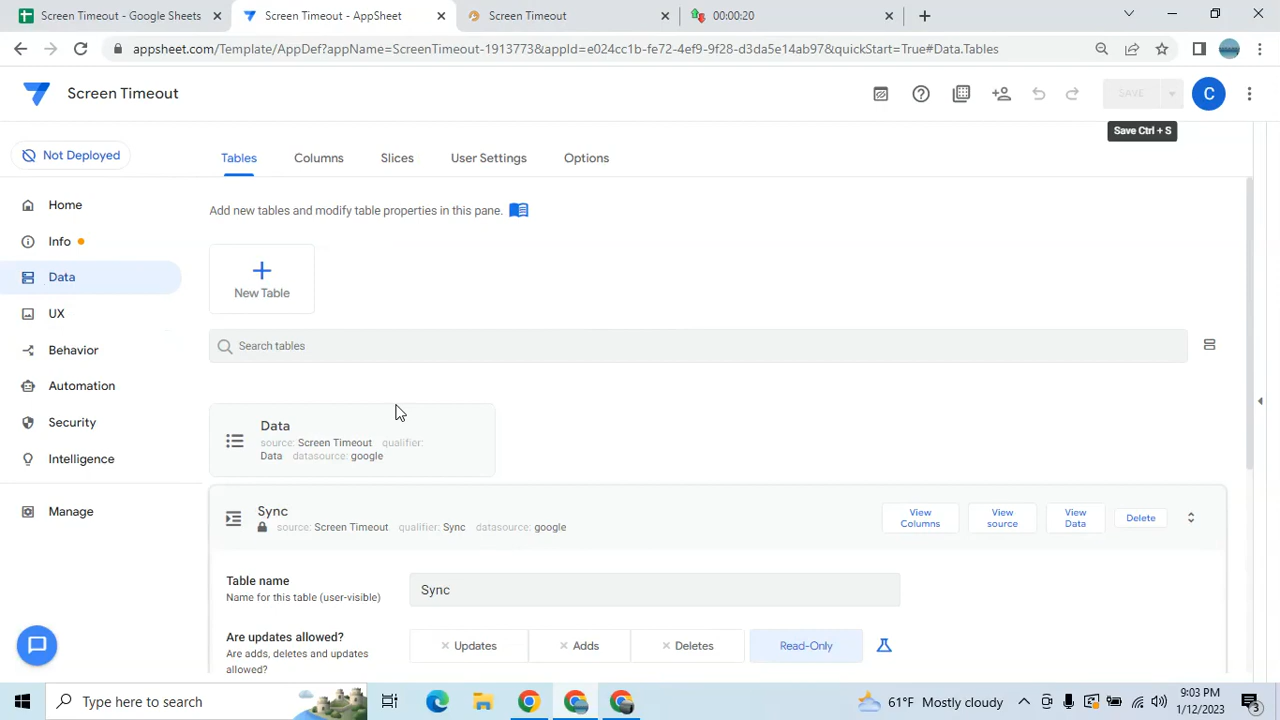 Screen Timeout - Google Sheets
Screen Timeout - AppSheet
Screen Timeout
00:00:20
appsheet.com/Template/AppDef?appName=ScreenTimeout-1913773&appId=e024cc1b-fe72-4ef9-9f28-d3da5e14ab97&quickStart=True#Data.Tables
Screen Timeout
SAVE
C
Save Ctrl + S
Not Deployed
Tables Columns Slices User Settings Options
Home
Info
Data
UX
Behavior
Automation
Security
Intelligence
Manage
Add new tables and modify table properties in this pane.
New Table
Search tables
Data
source: Screen Timeout qualifier:
Data datasource: google
Sync
source: Screen Timeout qualifier: Sync datasource: google
View
Columns
View
source
View
Data
Delete
Table name
Name for this table (user-visible)
Sync
Are updates allowed?
Are adds, deletes and updates
allowed?
Updates Adds Deletes Read-Only
Type here to search
61°F Mostly cloudy
9:03 PM
1/12/2023
3